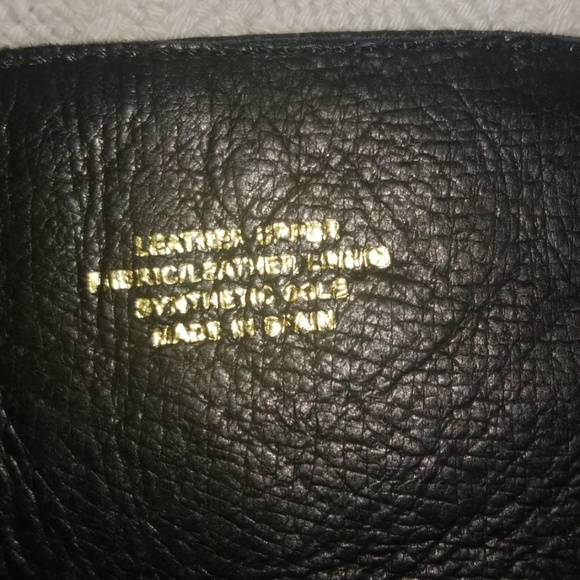 LEATHER UPPER
FABRIC/LEATHER LINING
SYNTHETIC SOLE
MADE IN SPAIN